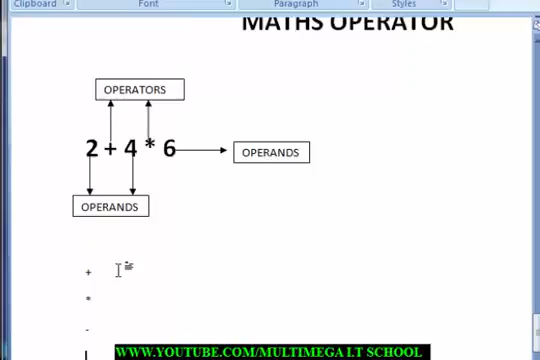 Clipboard
Font
Paragraph
Styles
MATHS OPERATOR
OPERATORS
2 + 4 * 6
OPERANDS
OPERANDS
+
*
-
WWW.YOUTUBE.COM/MULTIMEGA I.T SCHOOL